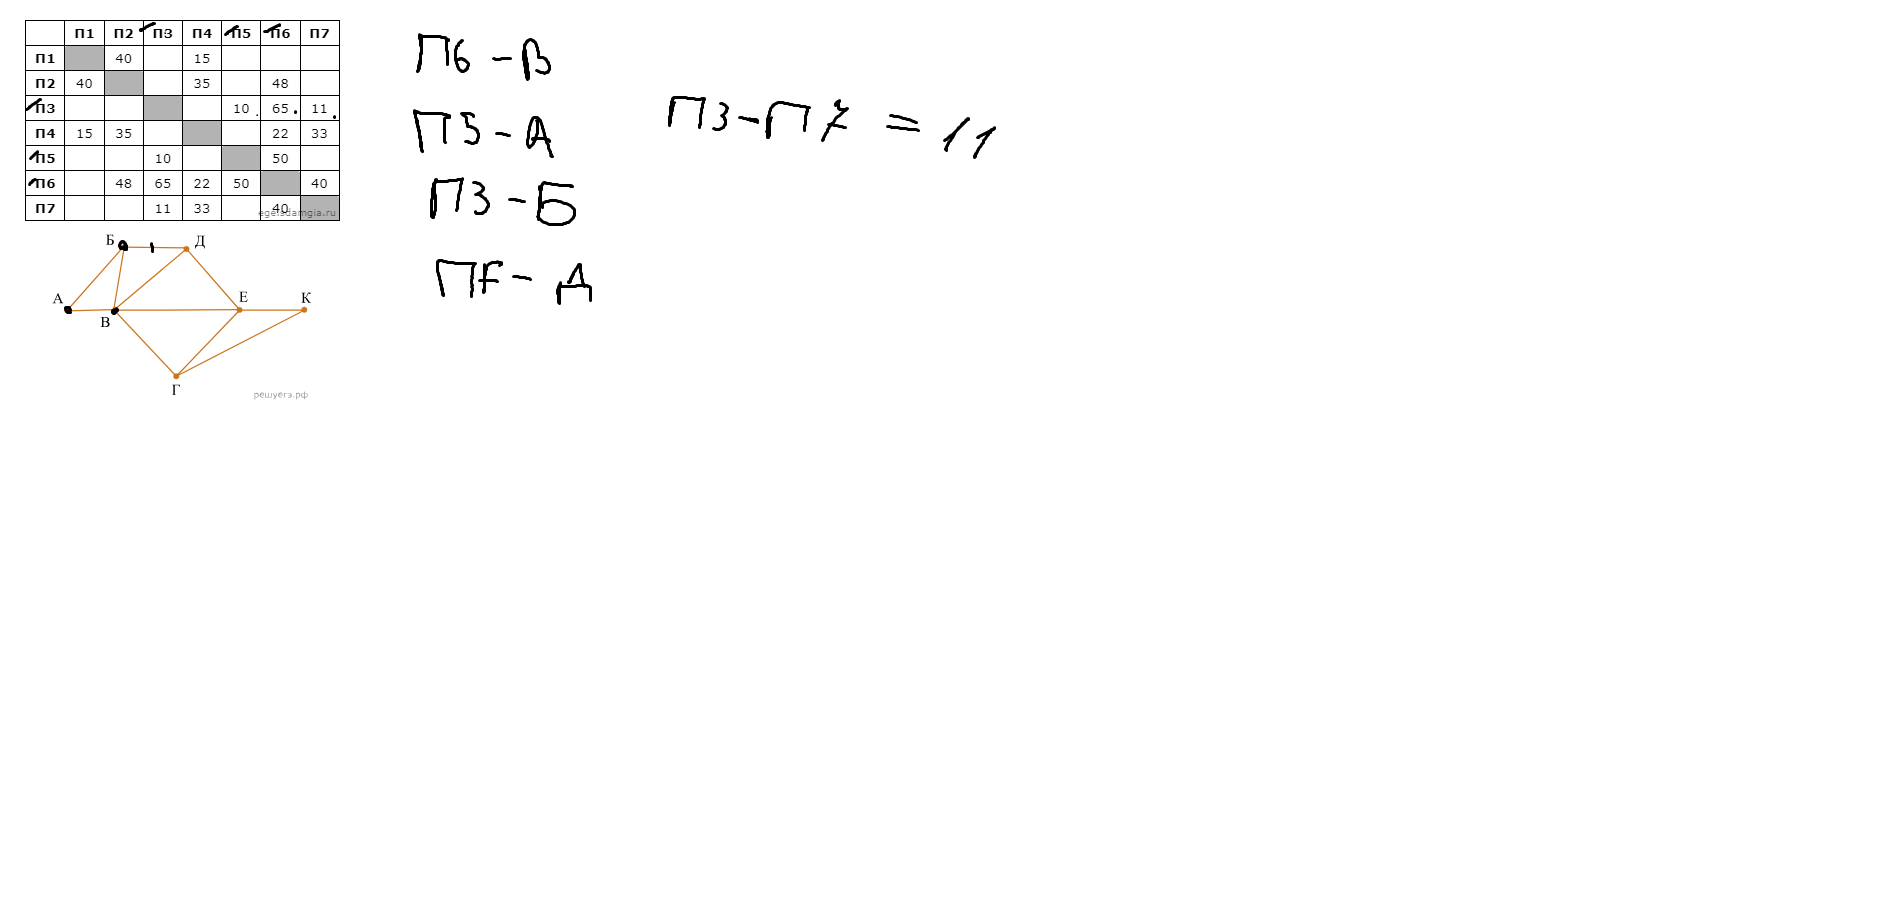 П1 П2 П3 П4 П5 П6 П7
П1 40 15
П2 40 35 48
П3 10 65 11
П4 15 35 22 33
П5 10 50
П6 48 65 22 50 40
П7 11 33 40
ege.sdamgia.ru
Б Д
А В Е К
Г
решуегэ.рф
П6 - В
П5 - А
П3 - Б
П7 - Д
П3 - П7 = 11